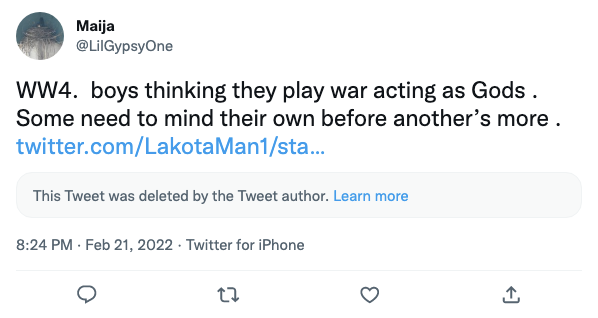 Maija
@LilGypsyOne
WW4.  boys thinking they play war acting as Gods .
Some need to mind their own before another’s more .
twitter.com/LakotaMan1/sta…
This Tweet was deleted by the Tweet author. Learn more
8:24 PM · Feb 21, 2022 · Twitter for iPhone